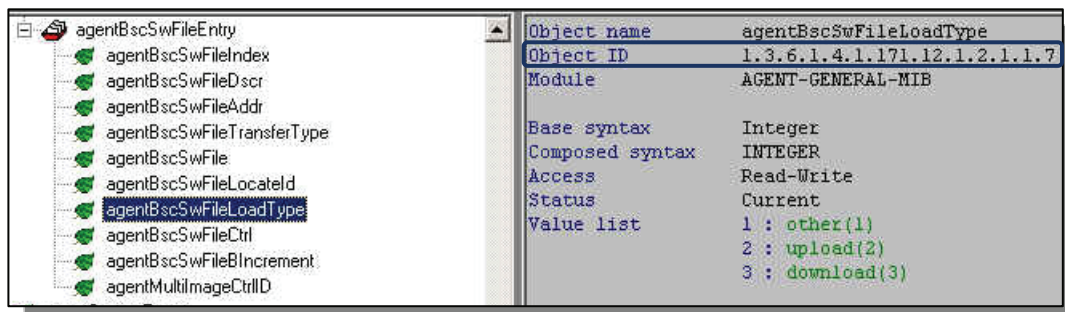 agentBscSwFileEntry
agentBscSwFileIndex
agentBscSwFileDscr
agentBscSwFileAddr
agentBscSwFileTransferType
agentBscSwFile
agentBscSwFileLocateId
agentBscSwFileLoadType
agentBscSwFileCtrl
agentBscSwFileBIncrement
agentMultiImageCtrlID
Object name agentBscSwFileLoadType
Object ID 1.3.6.1.4.1.171.12.1.2.1.1.7
Module AGENT-GENERAL-MIB
Base syntax Integer
Composed syntax INTEGER
Access Read-Write
Status Current
Value list 1 : other(1)
2 : upload(2)
3 : download(3)